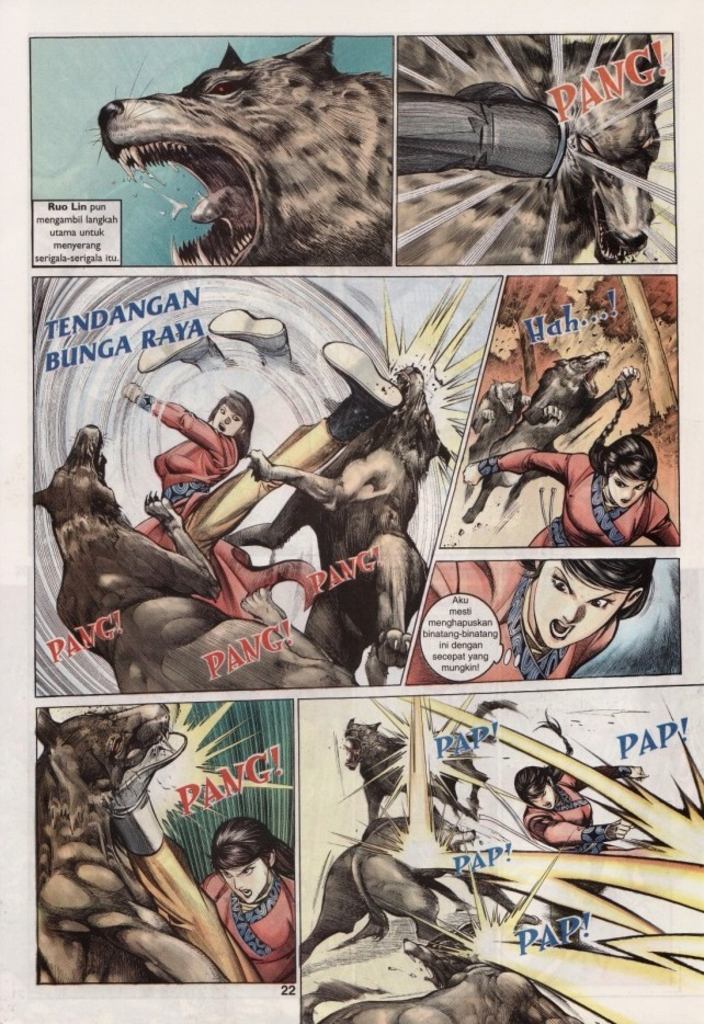 Ruo Lin pun
mengambil langkah
utama untuk
menyerang
serigala-serigala itu.
PANG!
TENDANGAN
BUNGA RAYA
PANG!
PANG!
PANG!
Hah...!
Aku
mesti
menghapuskan
binatang-binatang
ini dengan
secepat yang
mungkin!
PANG!
PAP!
PAP!
PAP!
PAP!
22